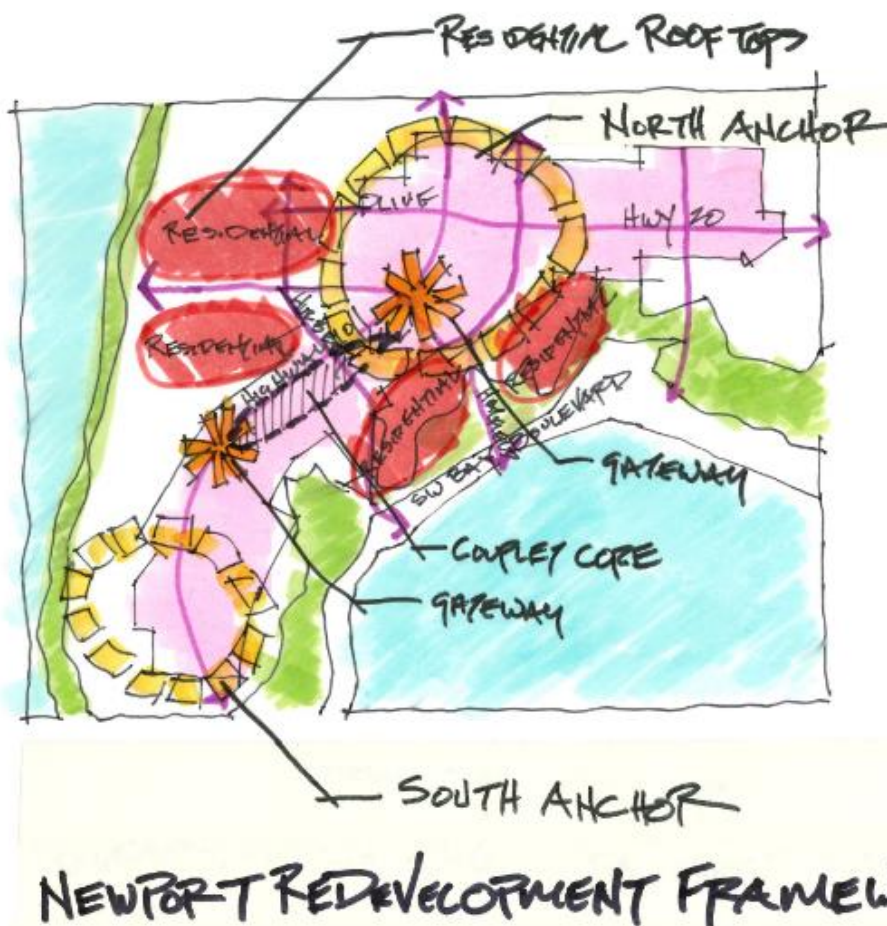 RESIDENTIAL ROOF TOPS
NORTH ANCHOR
OLIVE
HWY 20
RESIDENTIAL
RESIDENTIAL
RESIDENTIAL
RESIDENTIAL
SW BAY BOULEVARD
GATEWAY
COUPLET CORE
GATEWAY
SOUTH ANCHOR
NEWPORT REDEVELOPMENT FRAMEW